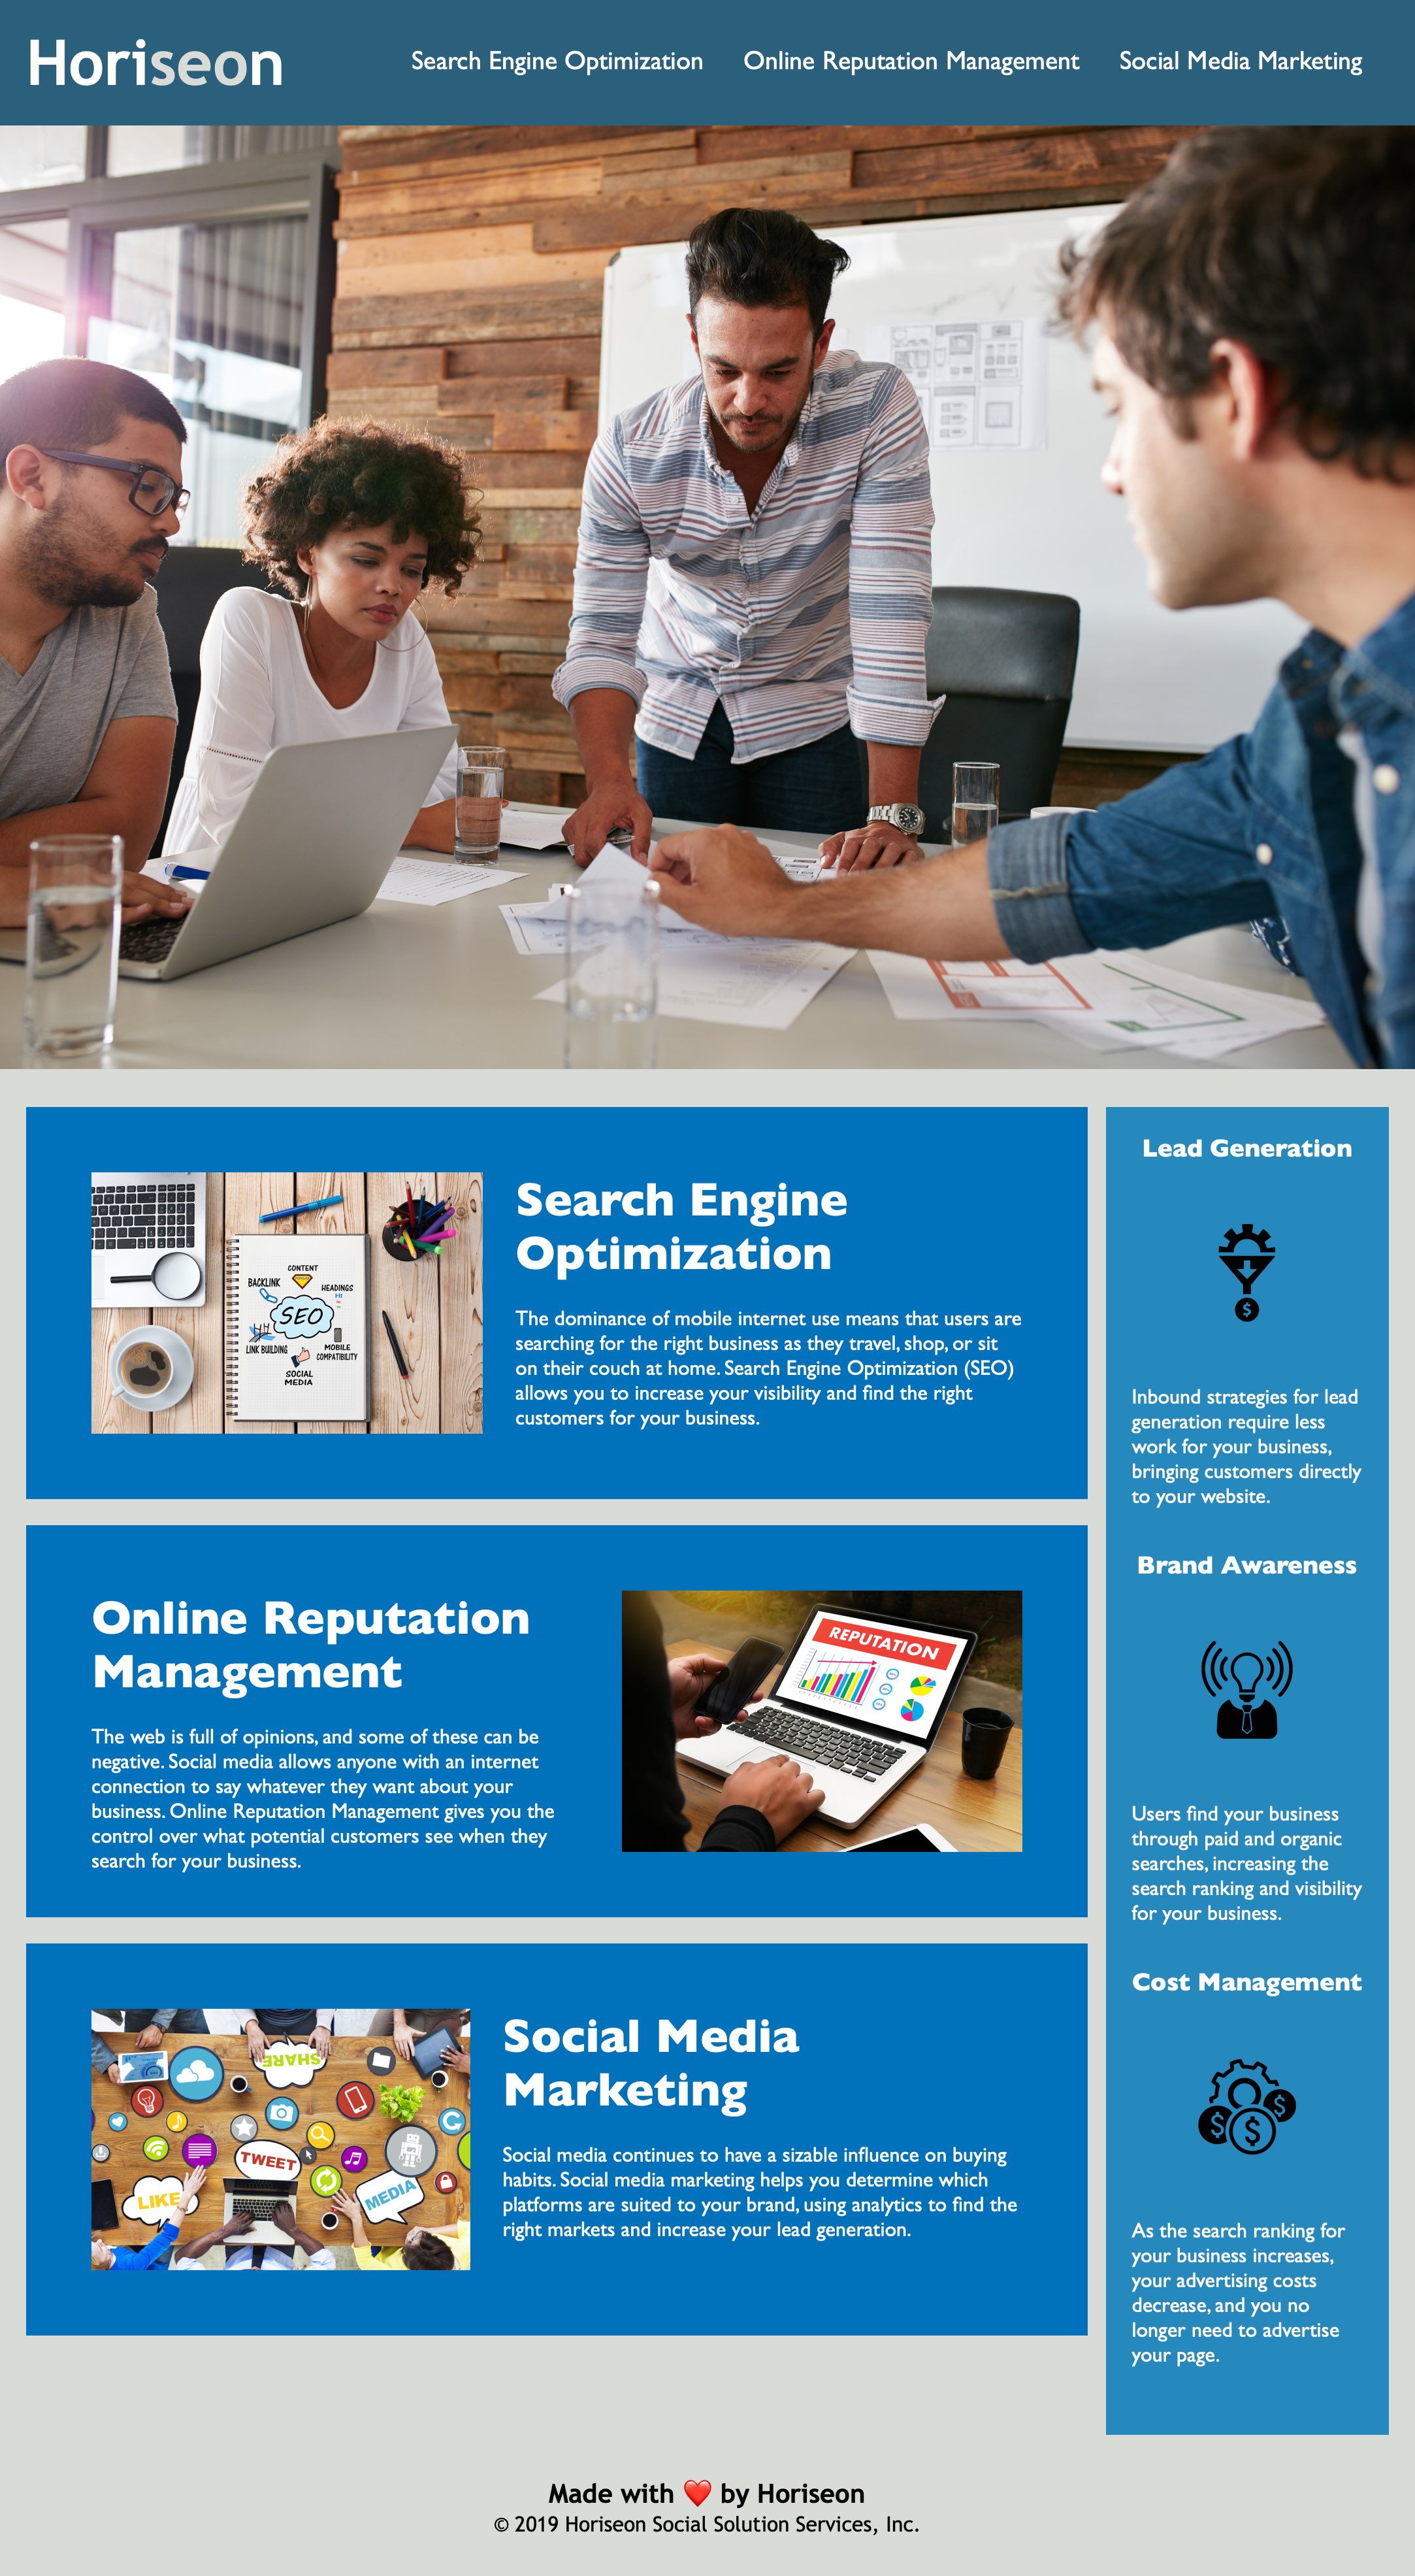 Horiseon
Search Engine Optimization
Online Reputation Management
Social Media Marketing
Search Engine
Optimization
The dominance of mobile internet use means that users are
searching for the right business as they travel, shop, or sit
on their couch at home. Search Engine Optimization (SEO)
allows you to increase your visibility and find the right
customers for your business.
CONTENT
BACKLINK
HEADINGS
H1
SEO
LINK BUILDING
MOBILE
COMPATIBILITY
SOCIAL
MEDIA
Online Reputation
Management
The web is full of opinions, and some of these can be
negative. Social media allows anyone with an internet
connection to say whatever they want about your
business. Online Reputation Management gives you the
control over what potential customers see when they
search for your business.
REPUTATION
Social Media
Marketing
Social media continues to have a sizable influence on buying
habits. Social media marketing helps you determine which
platforms are suited to your brand, using analytics to find the
right markets and increase your lead generation.
SHARE
TWEET
LIKE
MEDIA
Lead Generation
$
Inbound strategies for lead
generation require less
work for your business,
bringing customers directly
to your website.
Brand Awareness
Users find your business
through paid and organic
searches, increasing the
search ranking and visibility
for your business.
Cost Management
$ $ $
As the search ranking for
your business increases,
your advertising costs
decrease, and you no
longer need to advertise
your page.
Made with ❤️ by Horiseon
© 2019 Horiseon Social Solution Services, Inc.